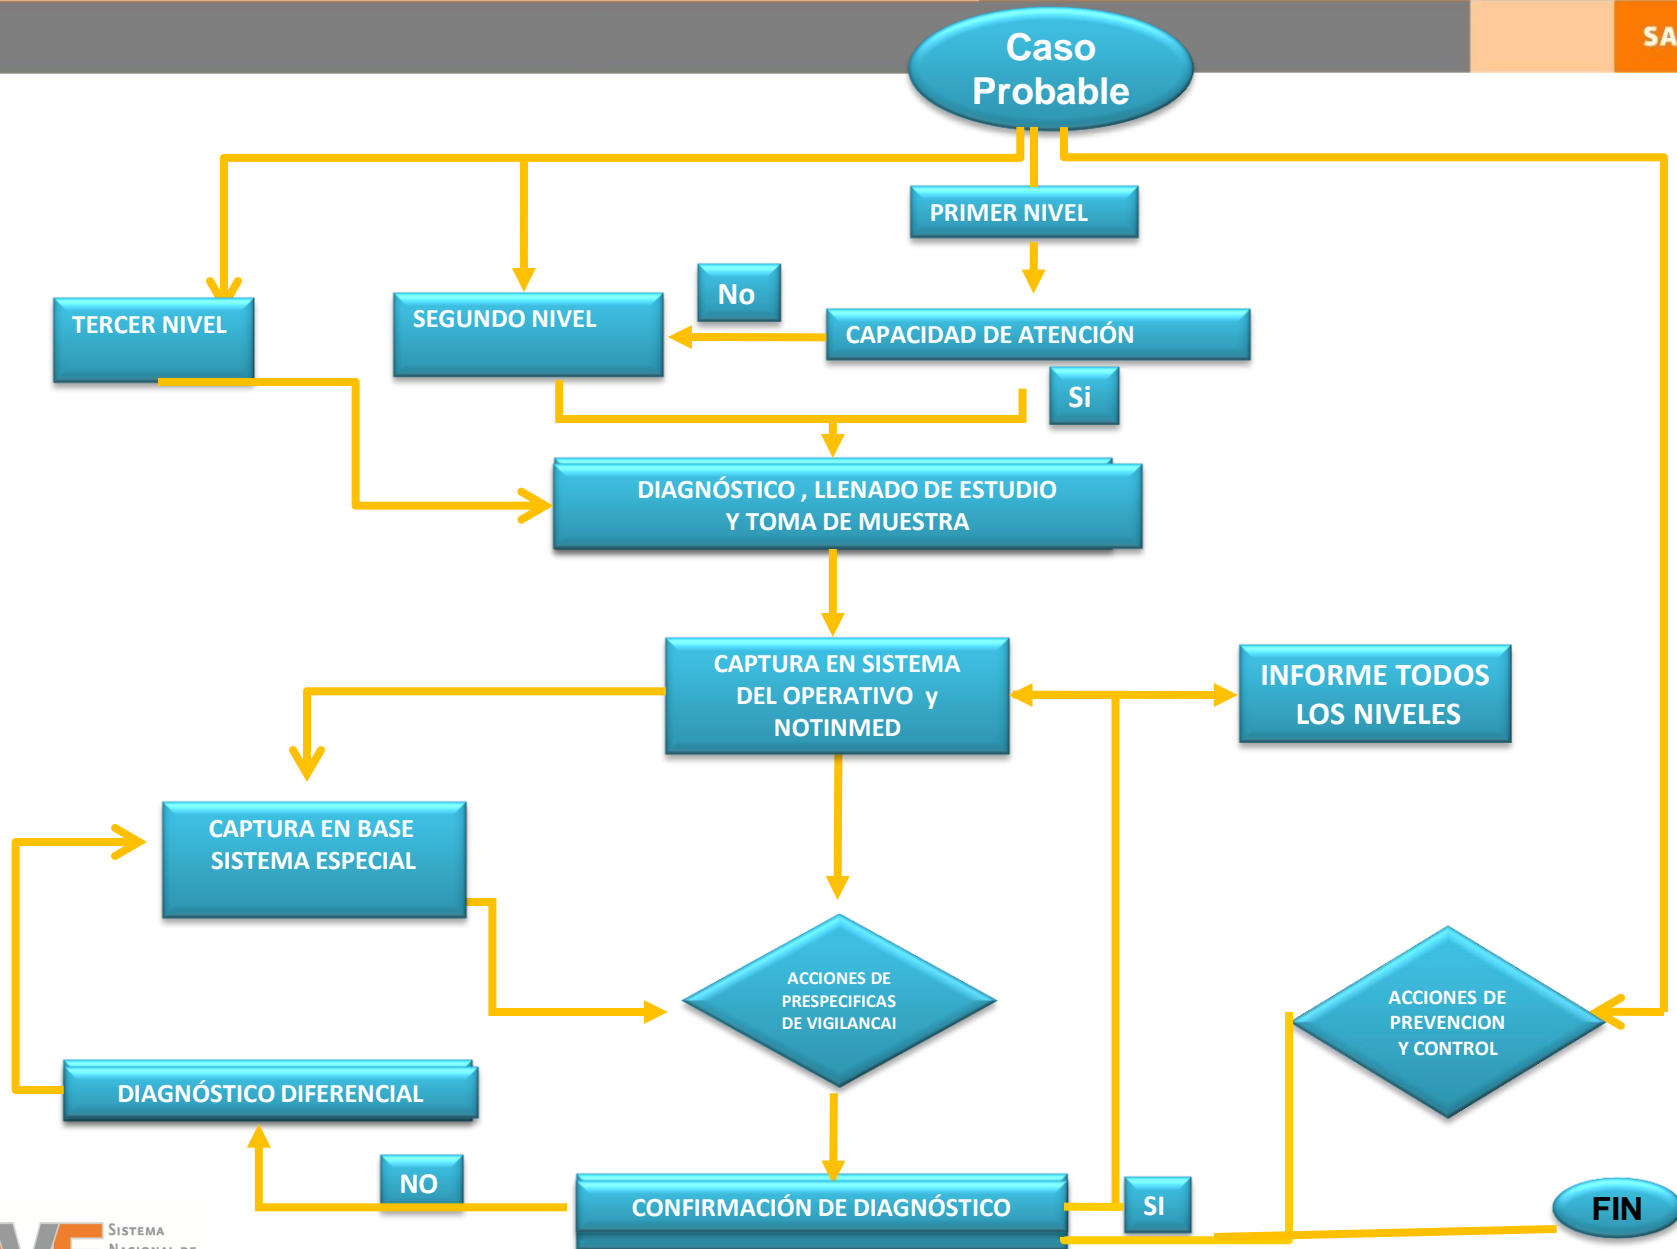 SA
Caso
Probable
PRIMER NIVEL
No
TERCER NIVEL
SEGUNDO NIVEL
CAPACIDAD DE ATENCIÓN
Si
DIAGNÓSTICO , LLENADO DE ESTUDIO
Y TOMA DE MUESTRA
CAPTURA EN SISTEMA
DEL OPERATIVO y
NOTINMED
INFORME TODOS
LOS NIVELES
CAPTURA EN BASE
SISTEMA ESPECIAL
ACCIONES DE
PRESPECIFICAS
DE VIGILANCAI
ACCIONES DE
PREVENCION
Y CONTROL
DIAGNÓSTICO DIFERENCIAL
NO
CONFIRMACIÓN DE DIAGNÓSTICO
SI
FIN
SISTEMA
NACIONAL DE